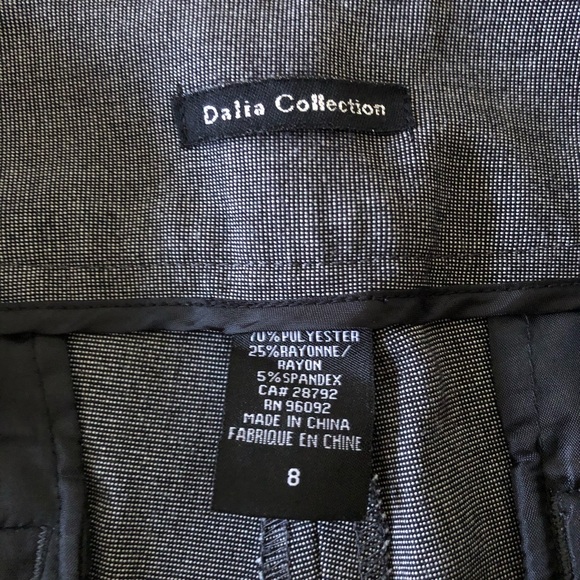 Dalia Collection
70%POLYESTER
25%RAYONNE/
RAYON
5%SPANDEX
CA# 28792
RN 96092
MADE IN CHINA
FABRIQUE EN CHINE
8